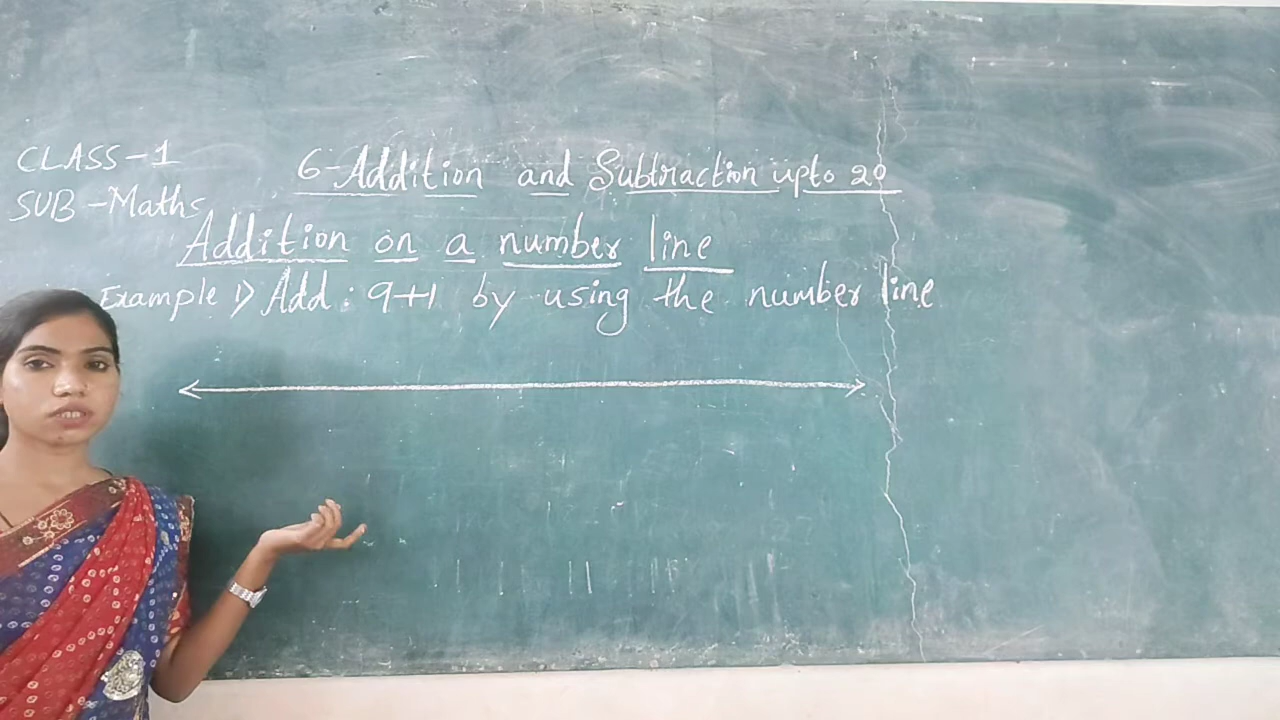 CLASS-1
6-Addition and Subtraction upto 20
SUB-Maths
Addition on a number line
Example 1> Add: 9+1 by using the number line